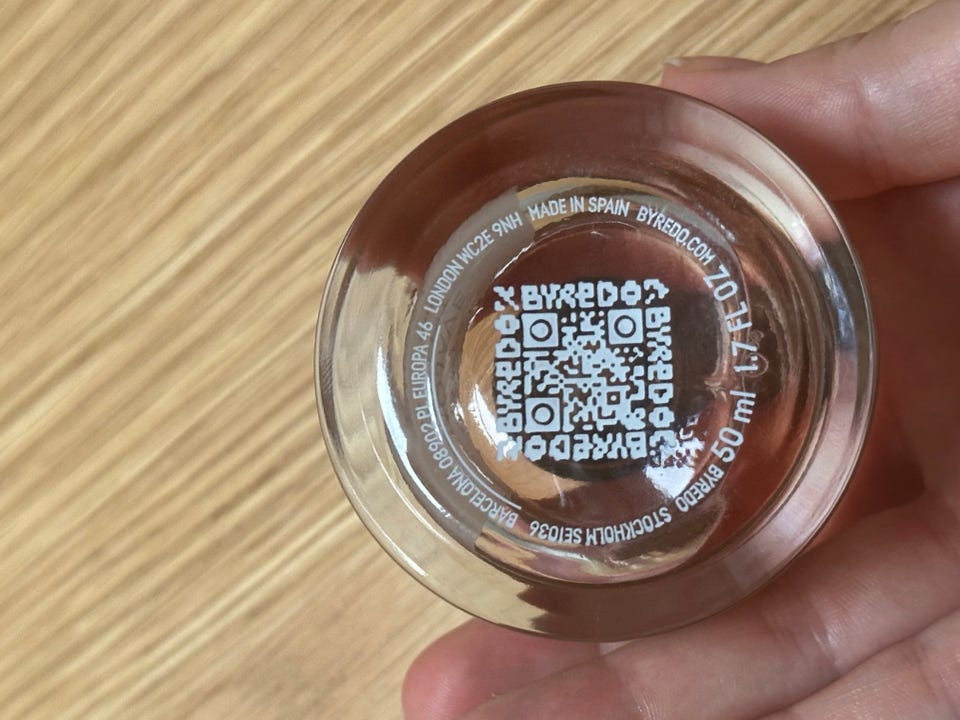 BYREDO STOCKHOLM SE1036
BARCELONA 08902 PL EUROPA 46 LONDON WC2E 9NH MADE IN SPAIN BYREDO.COM
50 ml 1.7 FL OZ
BYREDO
BYREDO
BYREDO
BYREDO